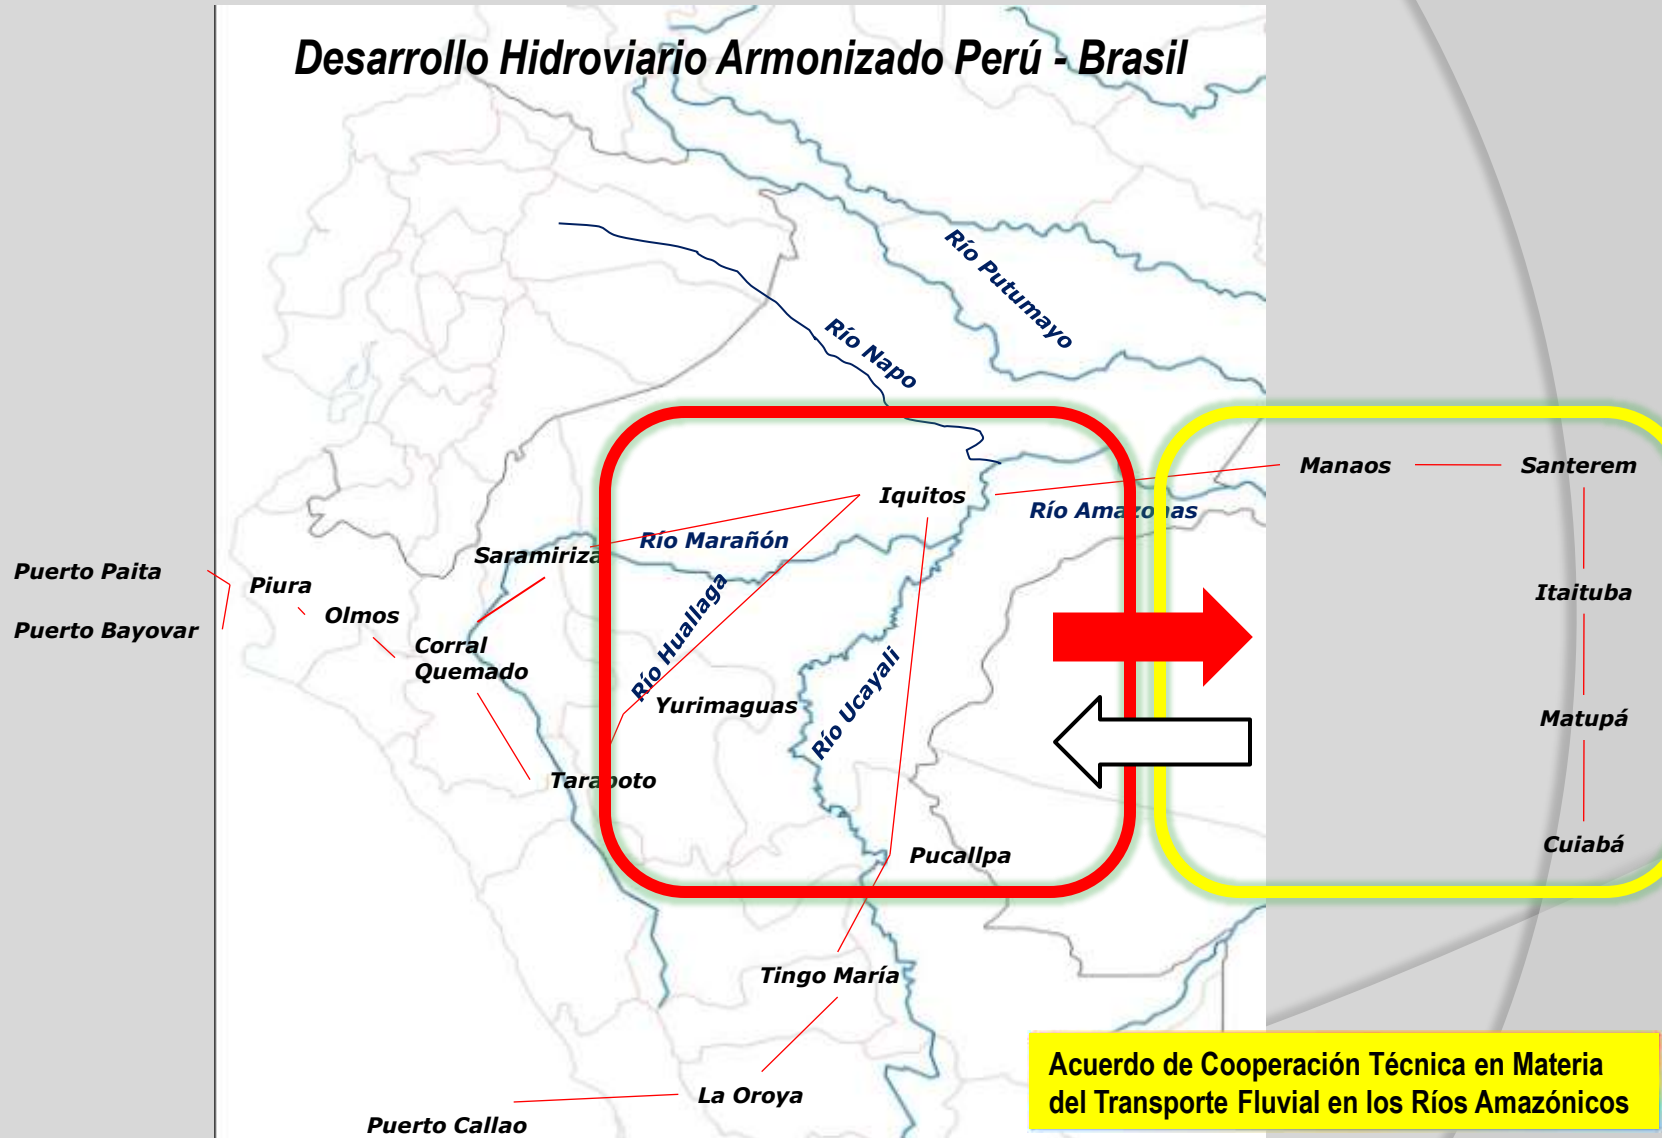 Desarrollo Hidroviario Armonizado Perú - Brasil
Río Putumayo
Río Napo
Manaos
Santerem
Iquitos
Río Amazonas
Río Marañón
Saramiriza
Puerto Paita
Piura
Río Huallaga
Itaituba
Olmos
Puerto Bayovar
Corral
Quemado
Río Ucayali
Yurimaguas
Matupá
Tarapoto
Cuiabá
Pucallpa
Tingo María
La Oroya
Puerto Callao
Acuerdo de Cooperación Técnica en Materia
del Transporte Fluvial en los Ríos Amazónicos